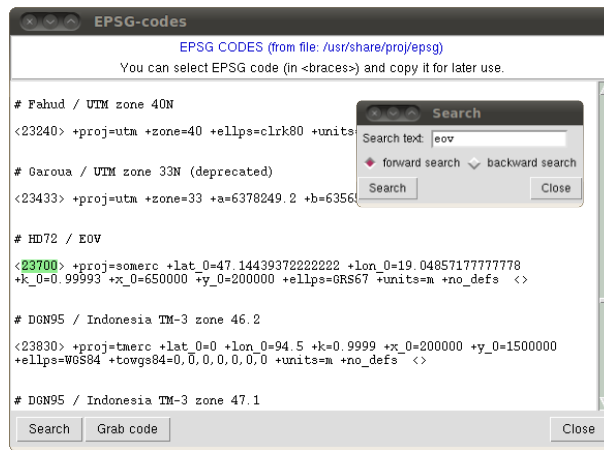 EPSG-codes
EPSG CODES (from file: /usr/share/proj/epsg)
You can select EPSG code (in <braces>) and copy it for later use.
# Fahud / UTM zone 40N
<23240> +proj=utm +zone=40 +ellps=clrk80 +units=
# Garoua / UTM zone 33N (deprecated)
<23433> +proj=utm +zone=33 +a=6378249.2 +b=6356
# HD72 / EOV
<23700> +proj=somerc +lat_0=47.14439372222222 +lon_0=19.04857177777778
+k_0=0.99993 +x_0=650000 +y_0=200000 +ellps=GRS67 +units=m +no_defs <>
# DGN95 / Indonesia TM-3 zone 46.2
<23830> +proj=tmerc +lat_0=0 +lon_0=94.5 +k=0.9999 +x_0=200000 +y_0=1500000
+ellps=WGS84 +towgs84=0,0,0,0,0,0,0 +units=m +no_defs <>
# DGN95 / Indonesia TM-3 zone 47.1
Search
Search text: eov
forward search backward search
Search Close
Search Grab code Close